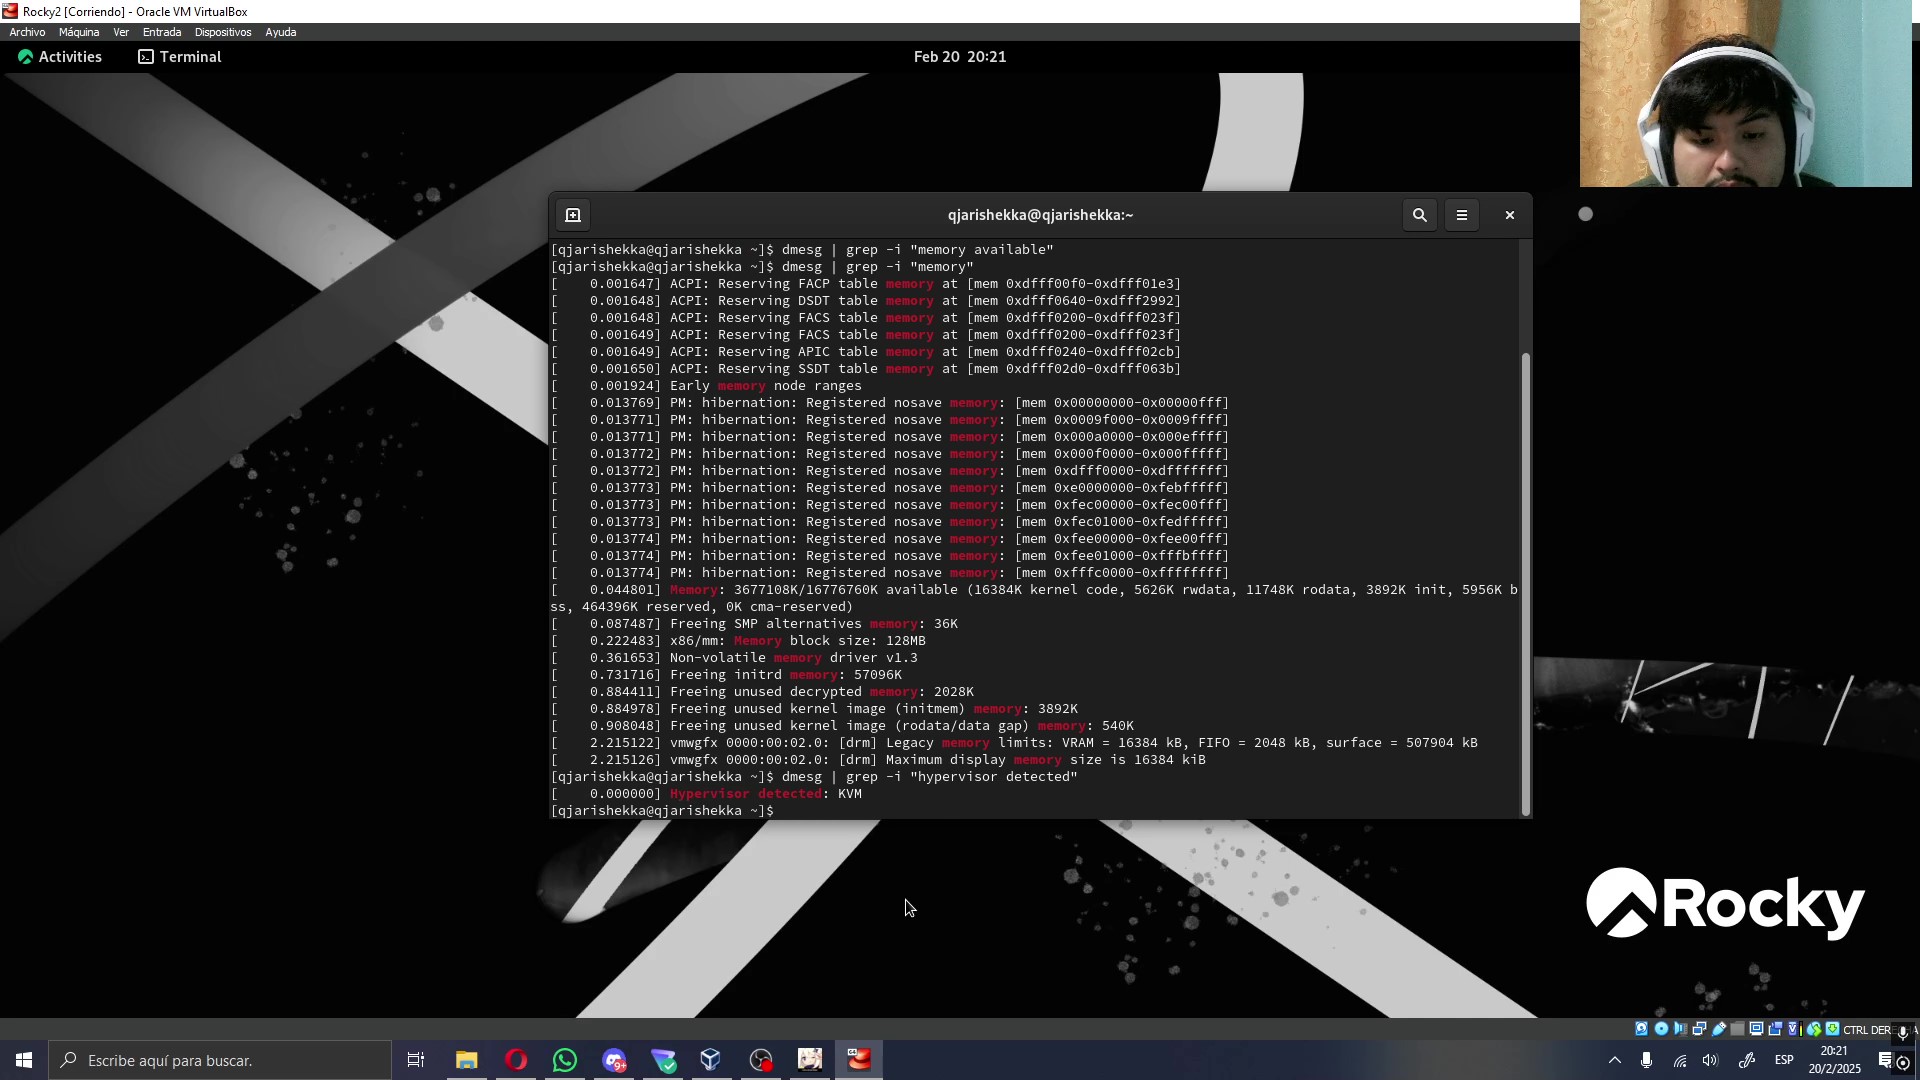 Rocky2 [Corriendo] - Oracle VM VirtualBox
Archivo Máquina Ver Entrada Dispositivos Ayuda
Activities Terminal Feb 20 20:21
qjarishekka@qjarishekka:~
[qjarishekka@qjarishekka ~]$ dmesg | grep -i "memory available"
[qjarishekka@qjarishekka ~]$ dmesg | grep -i "memory"
[    0.001647] ACPI: Reserving FACP table memory at [mem 0xdfff00f0-0xdfff01e3]
[    0.001648] ACPI: Reserving DSDT table memory at [mem 0xdfff0640-0xdfff2992]
[    0.001648] ACPI: Reserving FACS table memory at [mem 0xdfff0200-0xdfff023f]
[    0.001649] ACPI: Reserving FACS table memory at [mem 0xdfff0200-0xdfff023f]
[    0.001649] ACPI: Reserving APIC table memory at [mem 0xdfff0240-0xdfff02cb]
[    0.001650] ACPI: Reserving SSDT table memory at [mem 0xdfff02d0-0xdfff063b]
[    0.001924] Early memory node ranges
[    0.013769] PM: hibernation: Registered nosave memory: [mem 0x00000000-0x00000fff]
[    0.013771] PM: hibernation: Registered nosave memory: [mem 0x0009f000-0x0009ffff]
[    0.013771] PM: hibernation: Registered nosave memory: [mem 0x000a0000-0x000effff]
[    0.013772] PM: hibernation: Registered nosave memory: [mem 0x000f0000-0x000fffff]
[    0.013772] PM: hibernation: Registered nosave memory: [mem 0xdfff0000-0xdfffffff]
[    0.013773] PM: hibernation: Registered nosave memory: [mem 0xe0000000-0xfebfffff]
[    0.013773] PM: hibernation: Registered nosave memory: [mem 0xfec00000-0xfec00fff]
[    0.013773] PM: hibernation: Registered nosave memory: [mem 0xfec01000-0xfedfffff]
[    0.013774] PM: hibernation: Registered nosave memory: [mem 0xfee00000-0xfee00fff]
[    0.013774] PM: hibernation: Registered nosave memory: [mem 0xfee01000-0xfffbffff]
[    0.013774] PM: hibernation: Registered nosave memory: [mem 0xfffc0000-0xffffffff]
[    0.044801] Memory: 3677108K/16776760K available (16384K kernel code, 5626K rwdata, 11748K rodata, 3892K init, 5956K b
ss, 464396K reserved, 0K cma-reserved)
[    0.087487] Freeing SMP alternatives memory: 36K
[    0.222483] x86/mm: Memory block size: 128MB
[    0.361653] Non-volatile memory driver v1.3
[    0.731716] Freeing initrd memory: 57096K
[    0.884411] Freeing unused decrypted memory: 2028K
[    0.884978] Freeing unused kernel image (initmem) memory: 3892K
[    0.908048] Freeing unused kernel image (rodata/data gap) memory: 540K
[    2.215122] vmwgfx 0000:00:02.0: [drm] Legacy memory limits: VRAM = 16384 kB, FIFO = 2048 kB, surface = 507904 kB
[    2.215126] vmwgfx 0000:00:02.0: [drm] Maximum display memory size is 16384 kiB
[qjarishekka@qjarishekka ~]$ dmesg | grep -i "hypervisor detected"
[    0.000000] Hypervisor detected: KVM
[qjarishekka@qjarishekka ~]$
Rocky
CTRL
Escribe aquí para buscar.
9+
64
ESP
20:21
20/2/2025